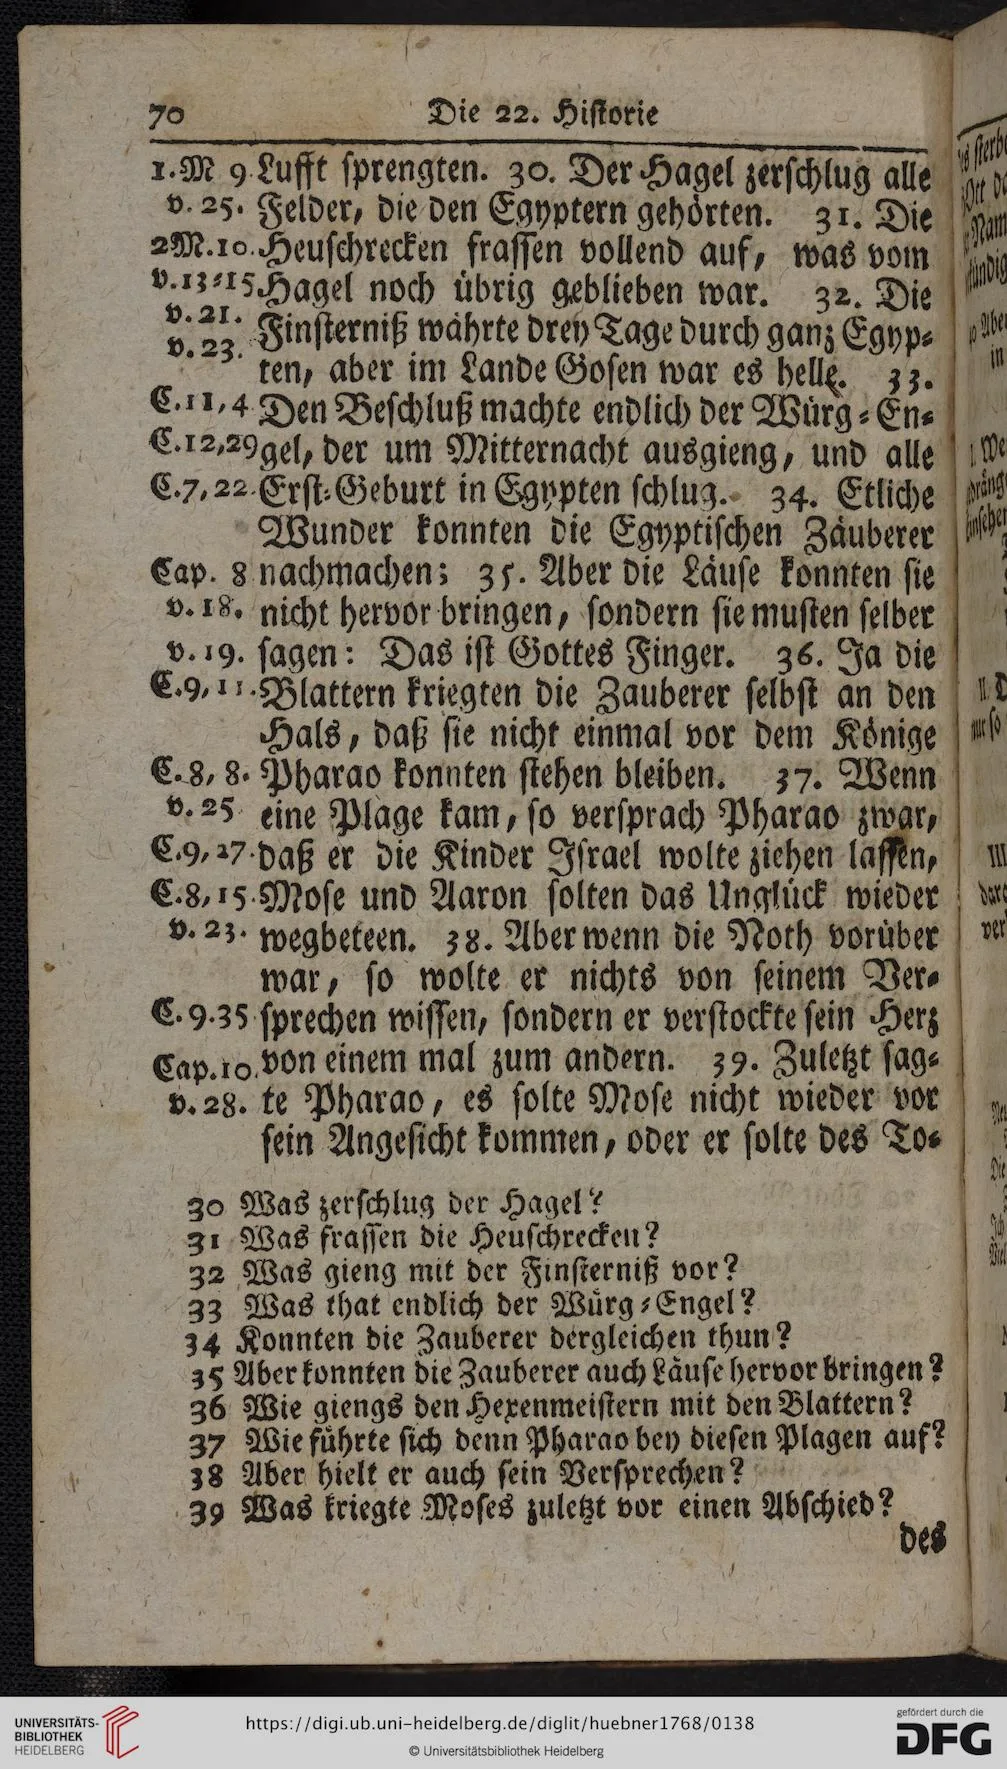 70 Die 22. Historie
1.M 9 Lufft sprengten. 30. Der Hagel zerschlug alle
v. 25. Felder, die den Egyptern gehörten. 31. Die
2M.10. Heuschrecken frassen vollend auf, was vom
v.13=15 Hagel noch übrig geblieben war. 32. Die
v. 21. Finsterniß währte drey Tage durch ganz Egyp=
v. 23. ten, aber im Lande Gosen war es helle. 33.
C.11,4 Den Beschluß machte endlich der Würg=En=
C.12,29 gel, der um Mitternacht ausgieng, und alle
C.7,22. Erst=Geburt in Egypten schlug. 34. Etliche
Wunder konnten die Egyptischen Zäuberer
Cap. 8 nachmachen; 35. Aber die Läuse konnten sie
v. 18. nicht hervor bringen, sondern sie musten selber
v. 19. sagen: Das ist Gottes Finger. 36. Ja die
C.9,11. Blattern kriegten die Zauberer selbst an den
Hals, daß sie nicht einmal vor dem Könige
C.8, 8. Pharao konnten stehen bleiben. 37. Wenn
v. 25 eine Plage kam, so versprach Pharao zwar,
C.9,27. daß er die Kinder Israel wolte ziehen lassen,
C.8,15. Mose und Aaron solten das Unglück wieder
v. 23. wegbeteen. 38. Aber wenn die Noth vorüber
war, so wolte er nichts von seinem Ver=
C.9.35 sprechen wissen, sondern er verstockte sein Herz
Cap.10. von einem mal zum andern. 39. Zuletzt sag=
v. 28. te Pharao, es solte Mose nicht wieder vor
sein Angesicht kommen, oder er solte des To=
30 Was zerschlug der Hagel?
31 Was frassen die Heuschrecken?
32 Was gieng mit der Finsterniß vor?
33 Was that endlich der Würg=Engel?
34 Konnten die Zauberer dergleichen thun?
35 Aber konnten die Zauberer auch Läuse hervor bringen?
36 Wie giengs den Hexenmeistern mit den Blattern?
37 Wie führte sich denn Pharao bey diesen Plagen auf?
38 Aber hielt er auch sein Versprechen?
39 Was kriegte Moses zuletzt vor einen Abschied?
des
UNIVERSITÄTS-
BIBLIOTHEK
HEIDELBERG
https://digi.ub.uni-heidelberg.de/diglit/huebner1768/0138
© Universitätsbibliothek Heidelberg
gefördert durch die
DFG